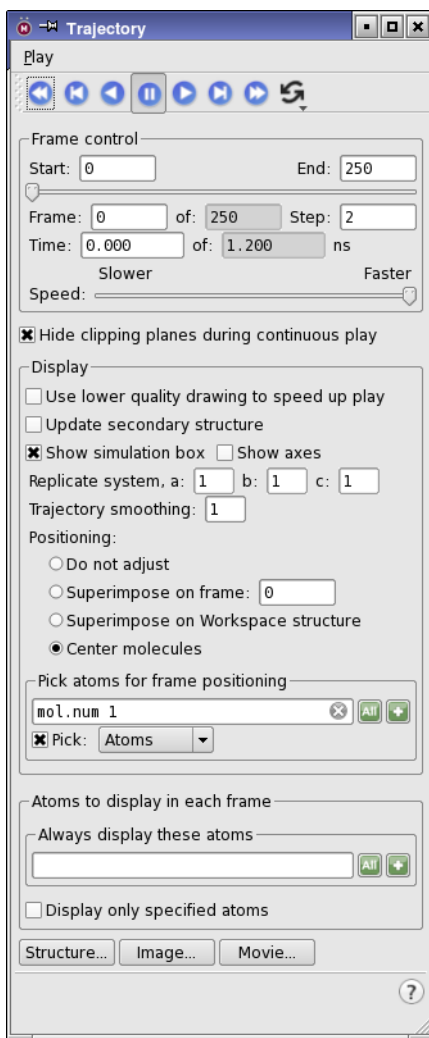 Trajectory
Play
Frame control
Start: 0 End: 250
Frame: 0 of: 250 Step: 2
Time: 0.000 of: 1.200 ns
Slower Faster
Speed:
Hide clipping planes during continuous play
Display
Use lower quality drawing to speed up play
Update secondary structure
Show simulation box Show axes
Replicate system, a: 1 b: 1 c: 1
Trajectory smoothing: 1
Positioning:
Do not adjust
Superimpose on frame: 0
Superimpose on Workspace structure
Center molecules
Pick atoms for frame positioning
mol.num 1 All +
Pick: Atoms
Atoms to display in each frame
Always display these atoms
All +
Display only specified atoms
Structure... Image... Movie...
?